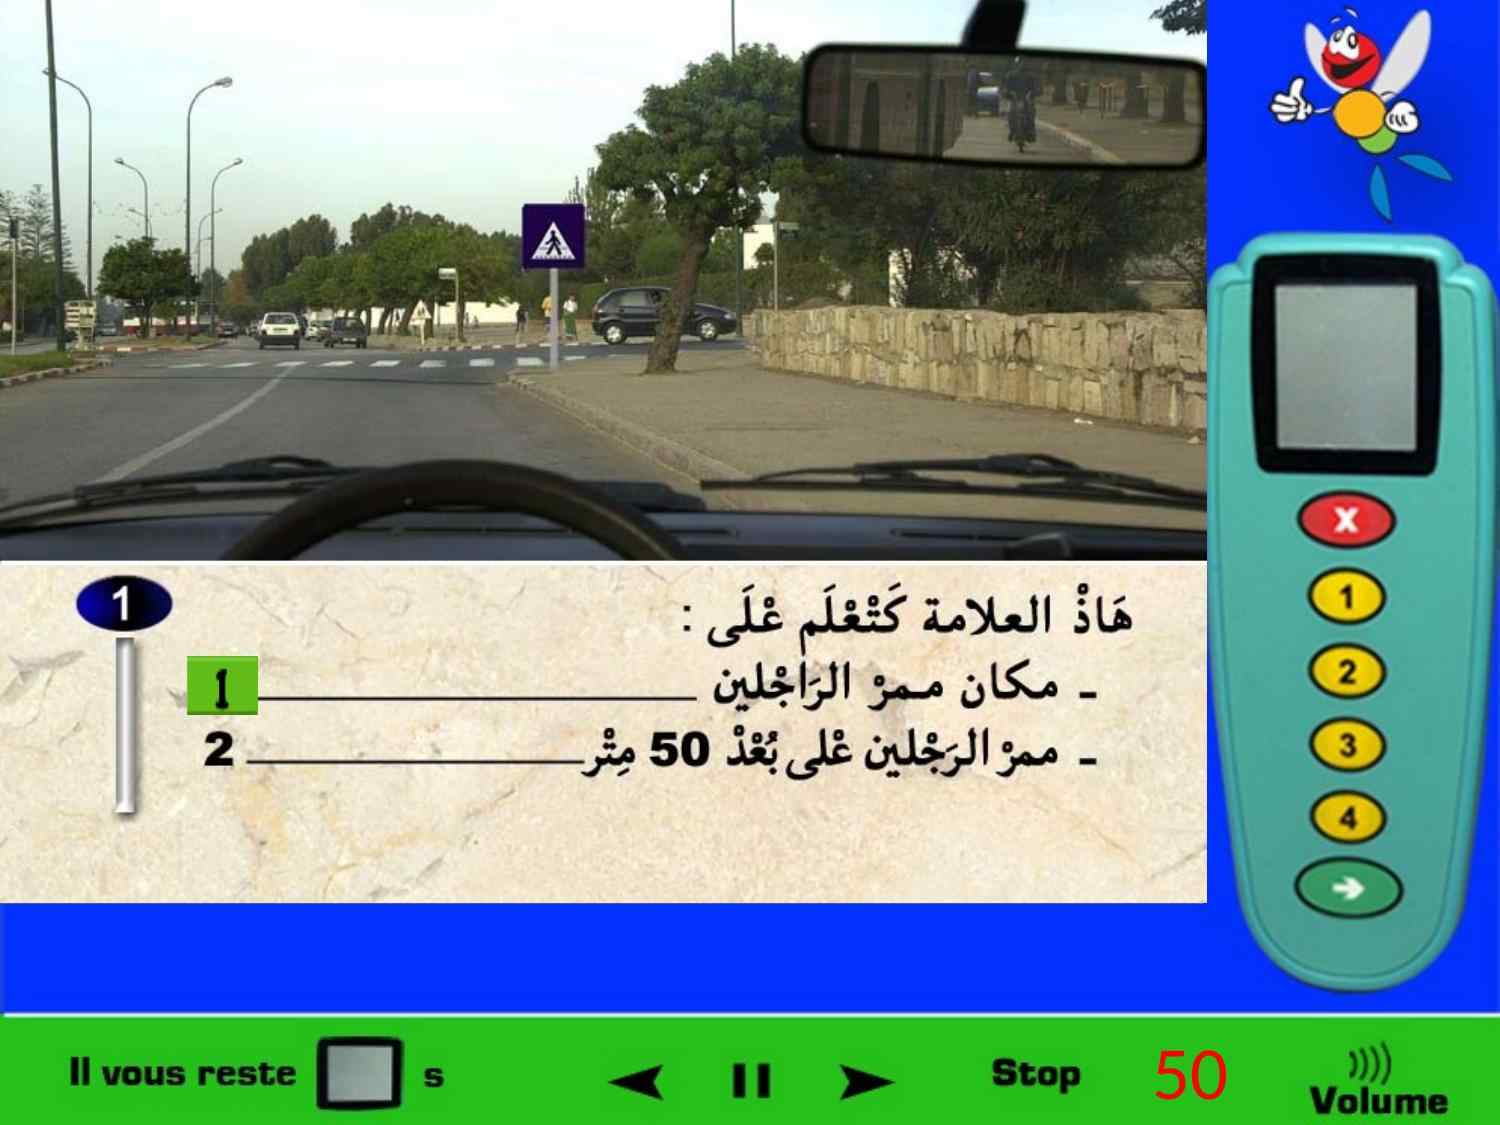 1
هَاذْ العلامة كَتْعْلَم عْلَى :
ـ مكان ممرْ الرَاجْلين 1
ـ ممرْ الرَجْلين عْلى بُعْدْ 50 مِتْر 2
X
1
2
3
4
Il vous reste s
Stop
50
Volume